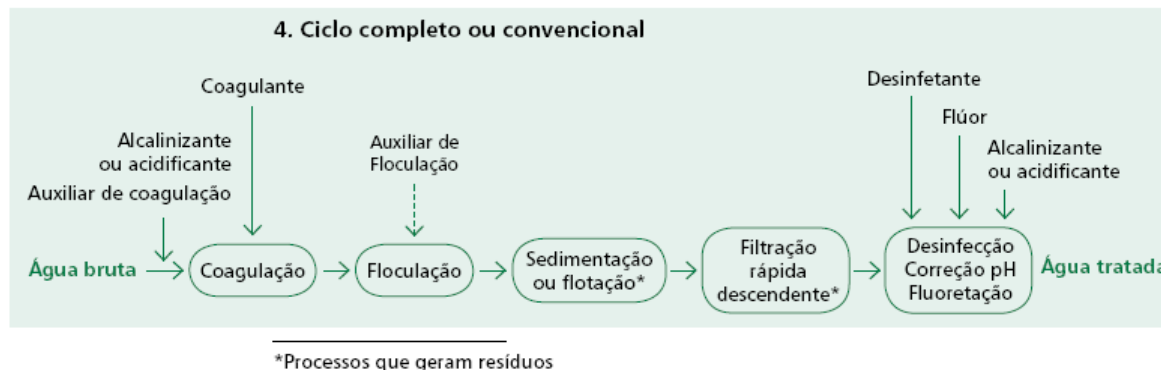 4. Ciclo completo ou convencional
Coagulante
Alcalinizante
ou acidificante
Auxiliar de coagulação
Auxiliar de
Floculação
Desinfetante
Flúor
Alcalinizante
ou acidificante
Água bruta
Coagulação
Floculação
Sedimentação
ou flotação*
Filtração
rápida
descendente*
Desinfecção
Correção pH
Fluoretação
Água tratada
*Processos que geram resíduos